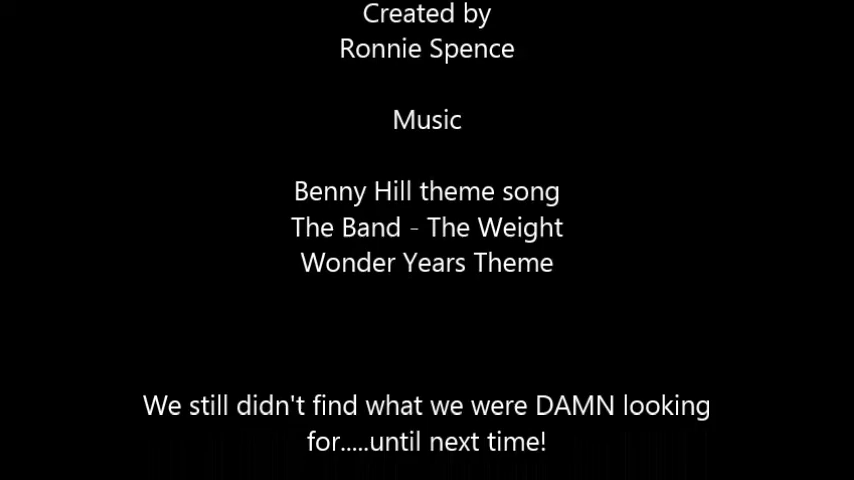 Created by
Ronnie Spence
Music
Benny Hill theme song
The Band - The Weight
Wonder Years Theme
We still didn't find what we were DAMN looking
for.....until next time!